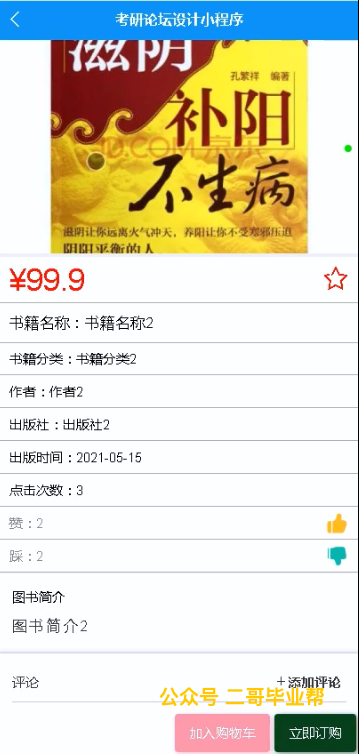 考研论坛设计小程序
滋阴
孔繁祥 编著
补阳
不生病
滋阴让你远离火气冲天，养阳让你不受寒邪压迫
阴阳平衡的人
¥99.9
书籍名称：书籍名称2
书籍分类：书籍分类2
作者：作者2
出版社：出版社2
出版时间：2021-05-15
点击次数：3
赞：2
踩：2
图书简介
图书简介2
评论
+添加评论
公众号 二哥毕业帮
加入购物车
立即订购